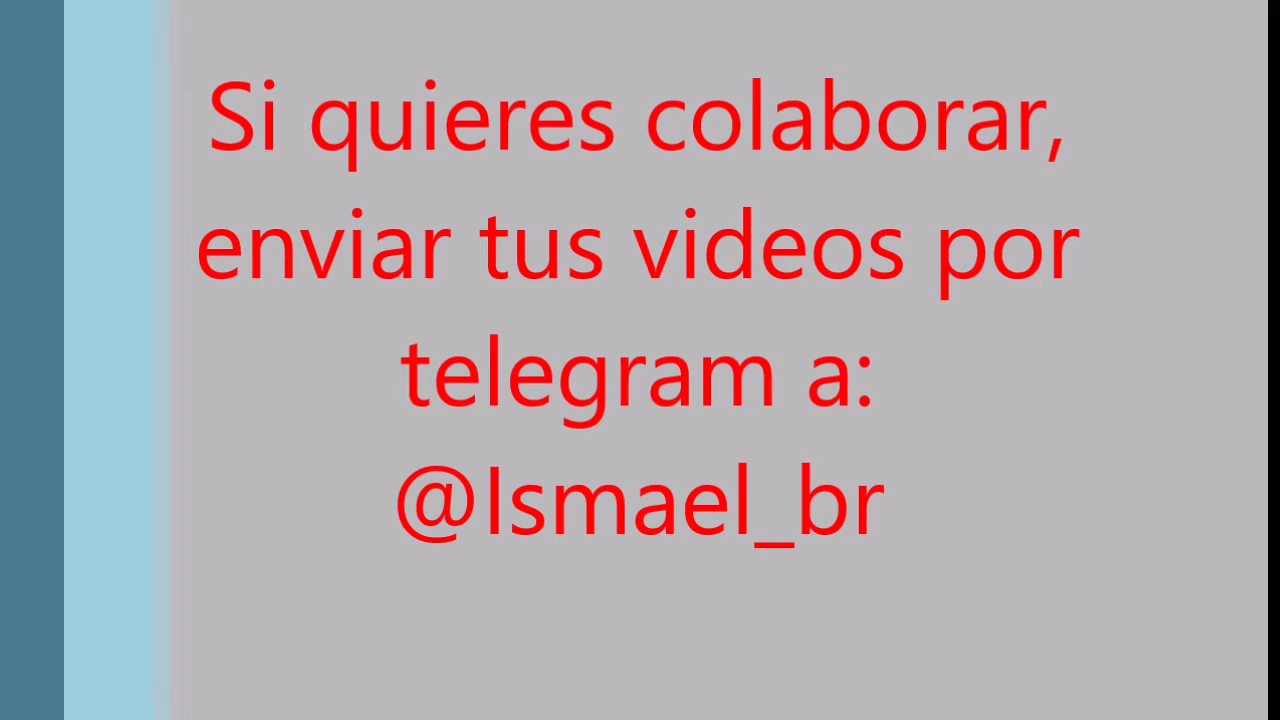 Si quieres colaborar,
enviar tus videos por
telegram a:
@Ismael_br